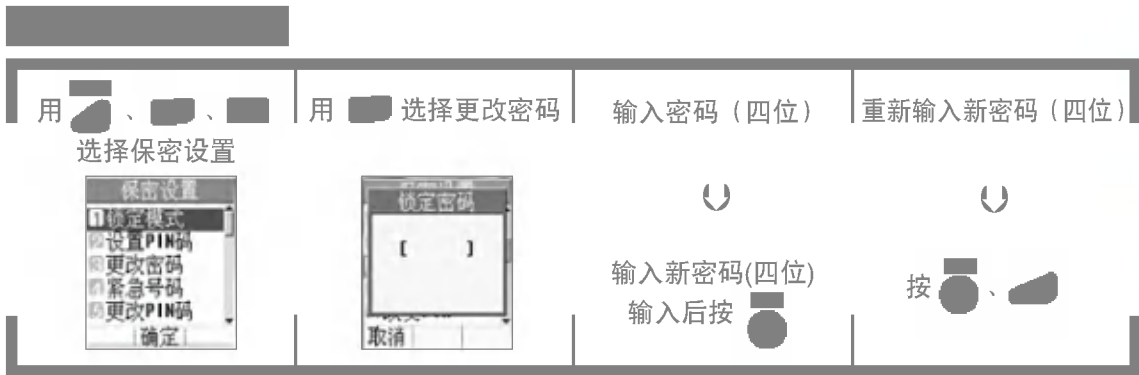 用 、 、
选择保密设置
保密设置
1 锁定模式
设置PIN码
更改密码
紧急号码
更改PIN码
确定
用 选择更改密码
锁定密码
[ ]
取消
输入密码（四位）
输入新密码(四位)
输入后按
重新输入新密码（四位）
按 、